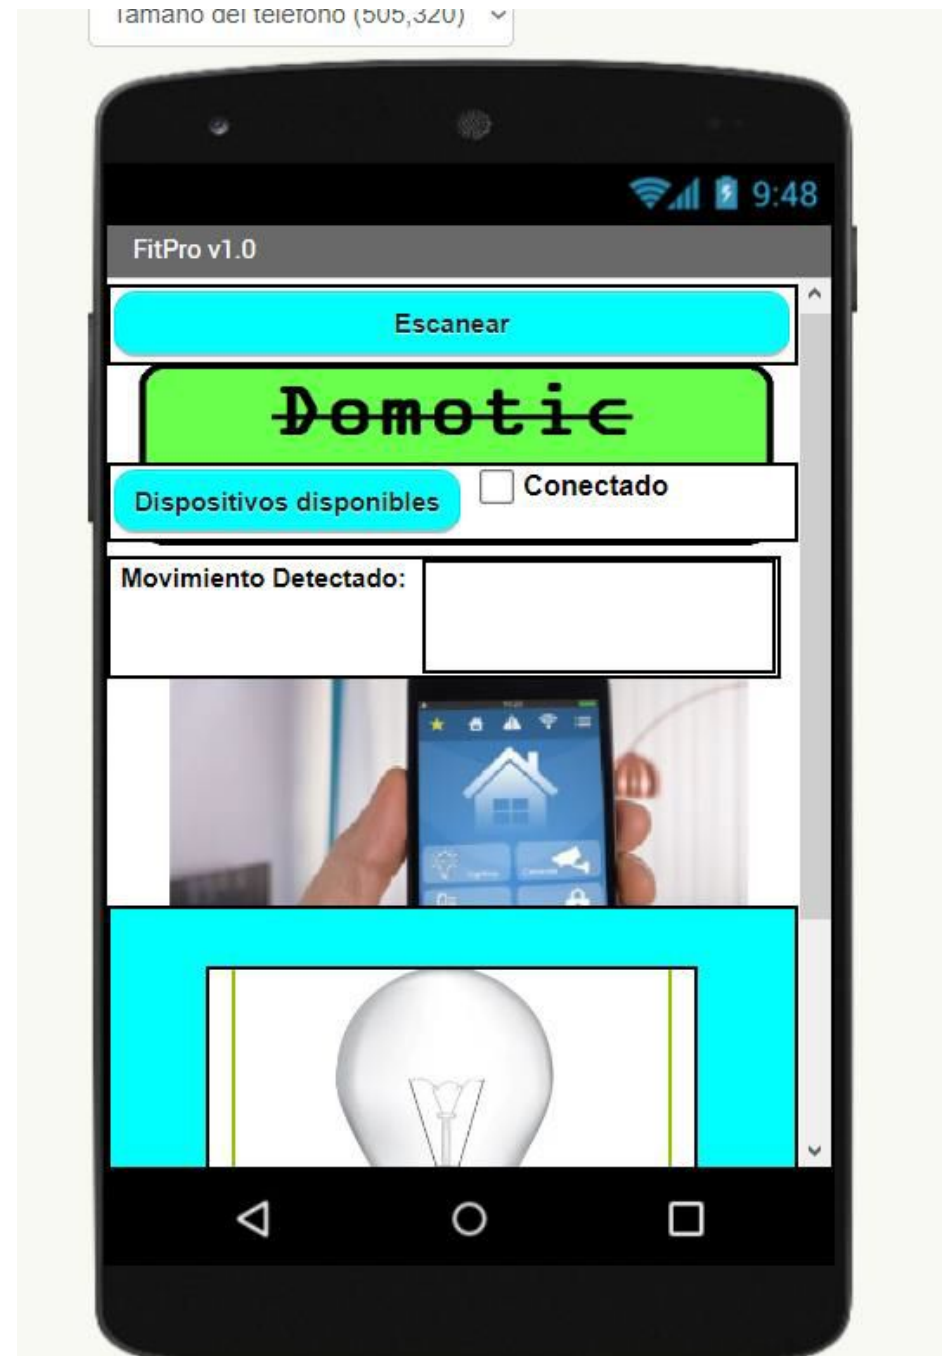 Tamaño del teléfono (505,320)
9:48
FitPro v1.0
Escanear
Domotic
Dispositivos disponibles
Conectado
Movimiento Detectado: